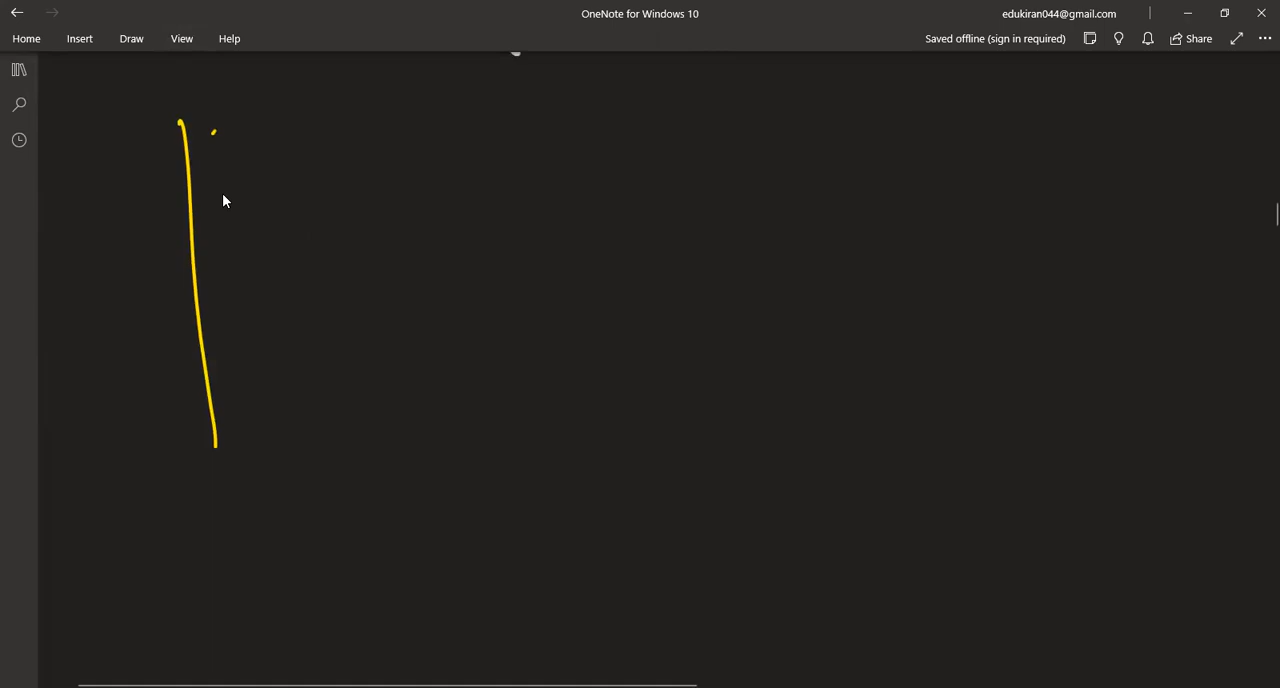 OneNote for Windows 10
edukiran044@gmail.com
Home Insert Draw View Help
Saved offline (sign in required)
Share